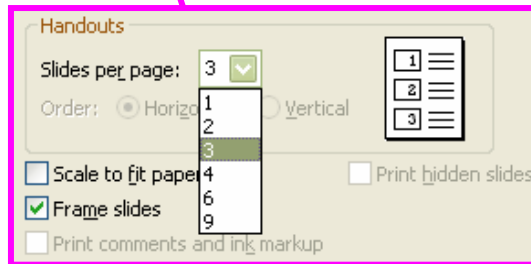 Handouts
Slides per page: 3
1
2
3
Order: Horizo Vertical
1
2
3
4
6
9
Scale to fit paper
Print hidden slides
Frame slides
Print comments and ink markup